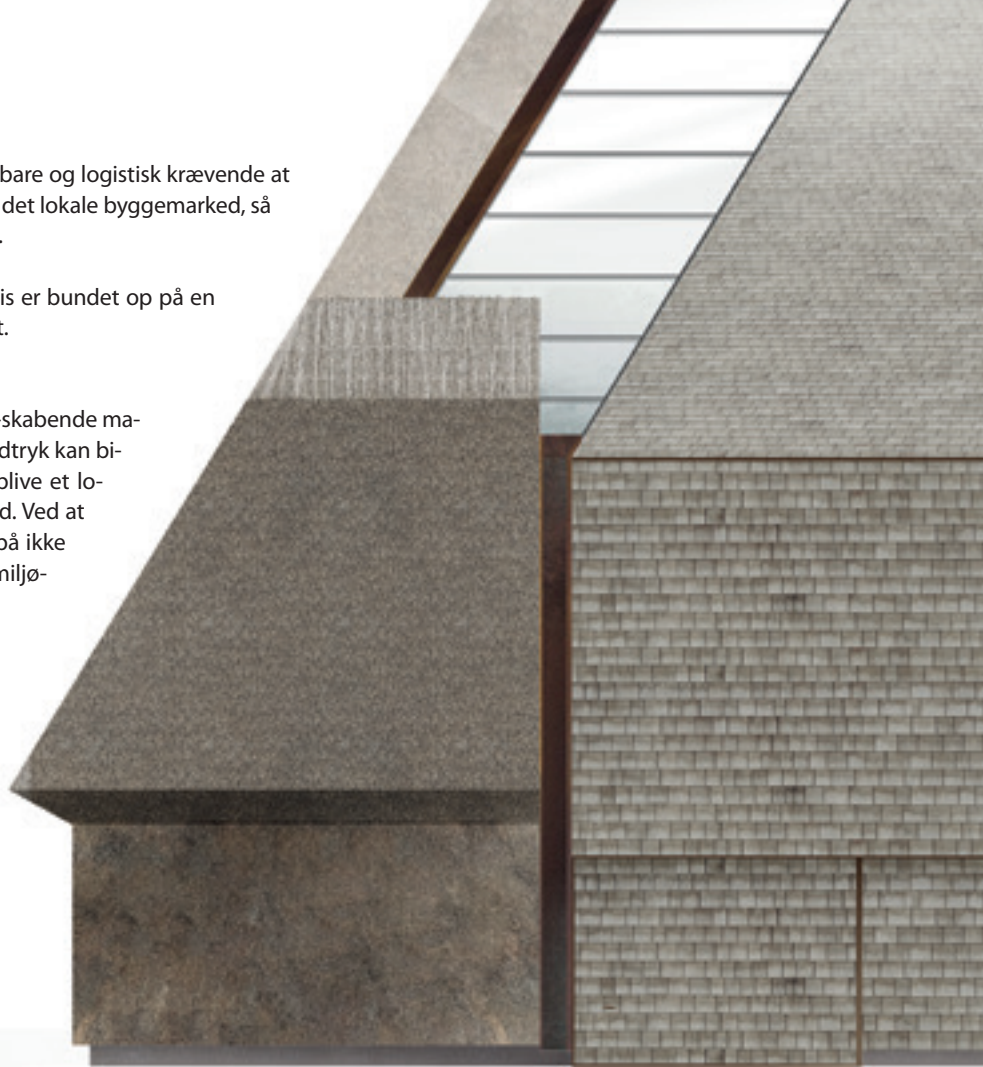 bare og logistisk krævende at
det lokale byggemarked, så
.
is er bundet op på en
t.
-skabende ma-
dtryk kan bi-
blive et lo-
d. Ved at
på ikke
miljø-